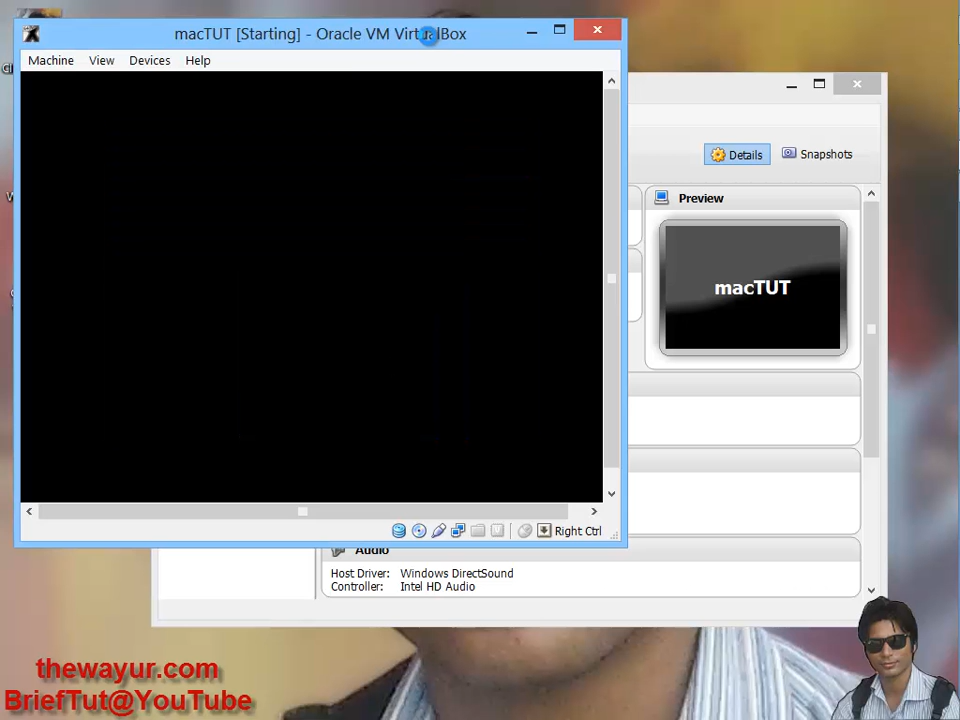 macTUT [Starting] - Oracle VM VirtualBox
Machine View Devices Help
Details Snapshots
Preview
macTUT
Right Ctrl
Audio
Host Driver: Windows DirectSound
Controller: Intel HD Audio
thewayur.com
BriefTut@YouTube